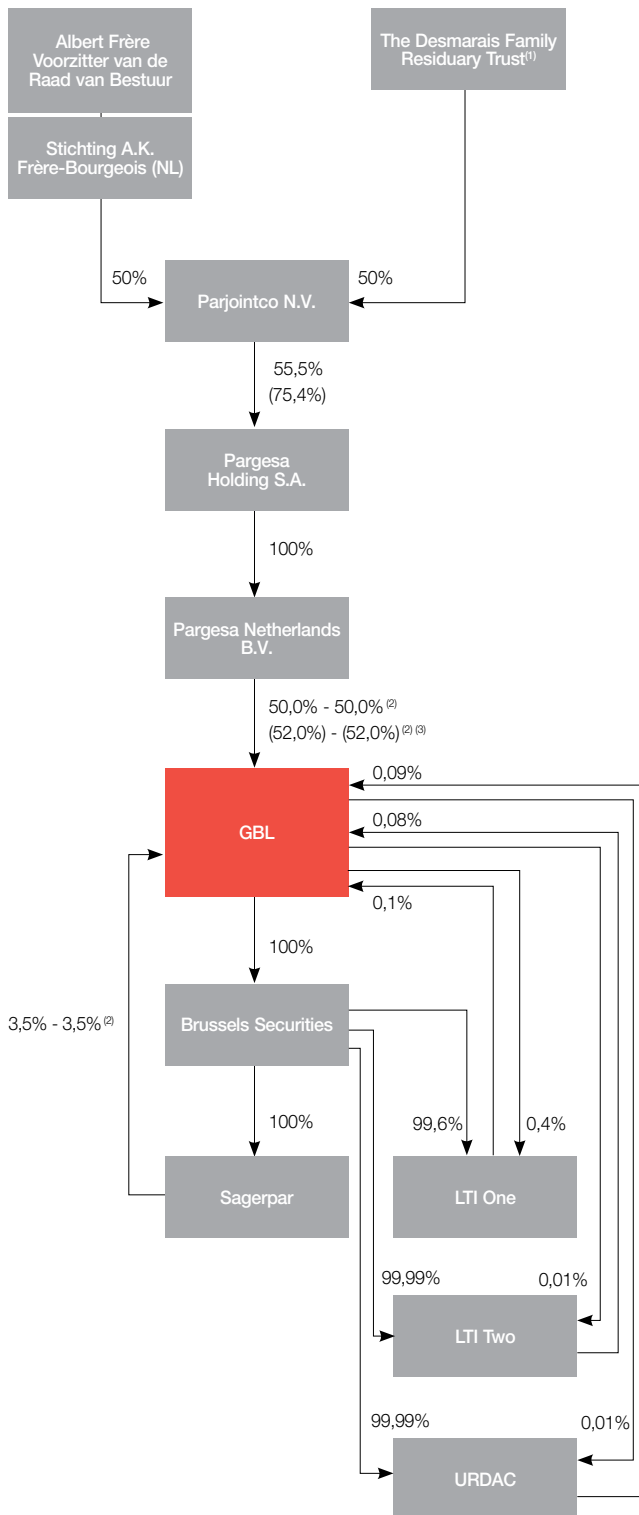 Albert Frère
Voorzitter van de
Raad van Bestuur
The Desmarais Family
Residuary Trust(1)
Stichting A.K.
Frère-Bourgeois (NL)
50%
50%
Parjointco N.V.
55,5%
(75,4%)
Pargesa
Holding S.A.
100%
Pargesa Netherlands
B.V.
50,0% - 50,0% (2)
(52,0%) - (52,0%) (2) (3)
0,09%
GBL
0,08%
0,1%
100%
3,5% - 3,5% (2)
Brussels Securities
100%
99,6%
0,4%
Sagerpar
LTI One
99,99%
0,01%
LTI Two
99,99%
0,01%
URDAC